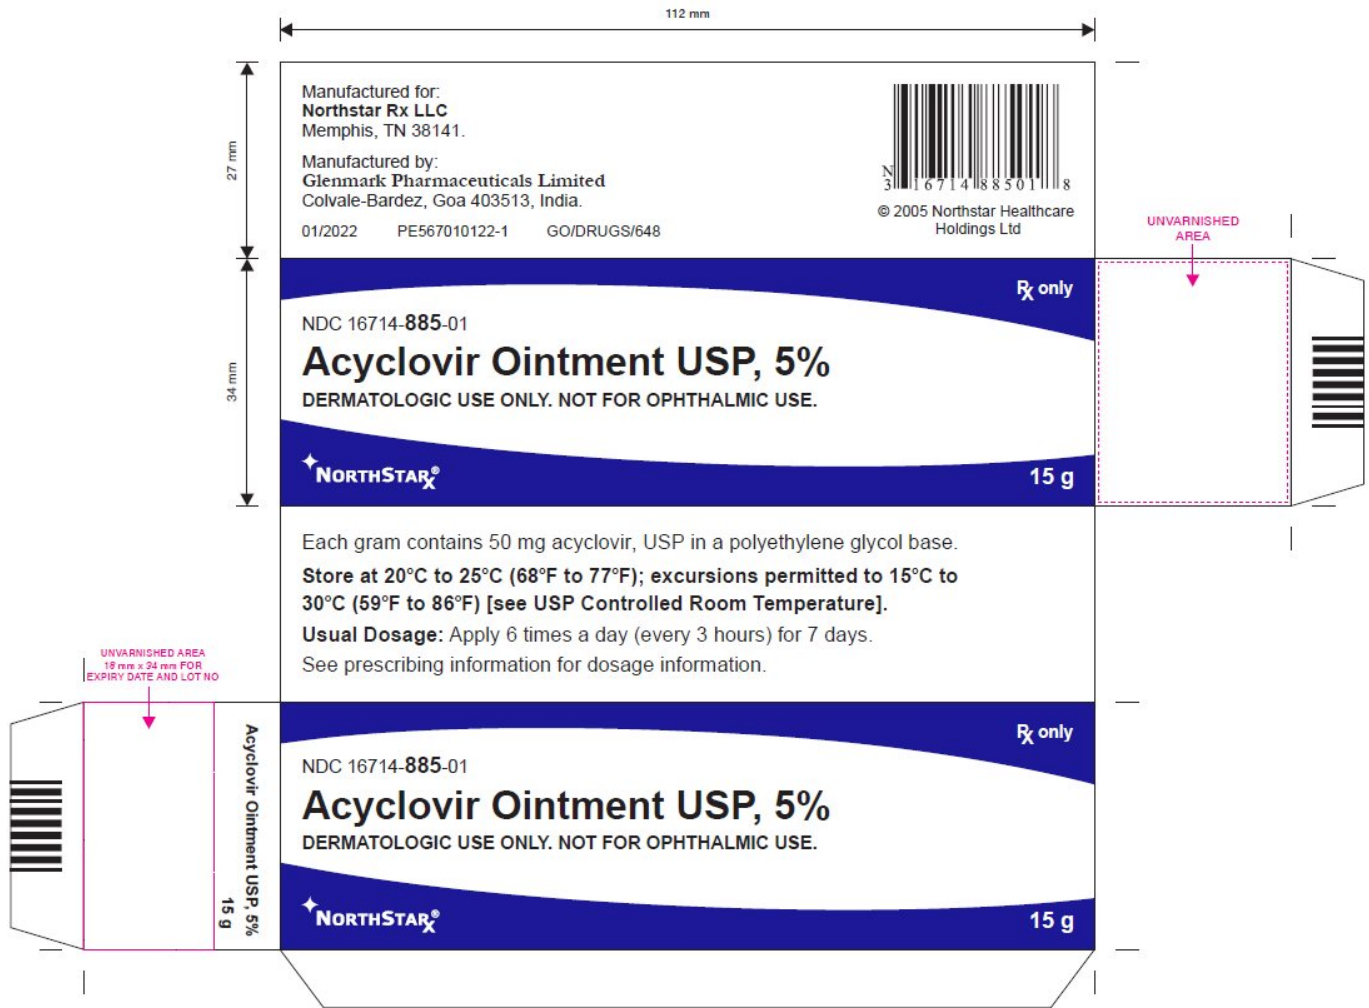 112 mm
27 mm
Manufactured for:
Northstar Rx LLC
Memphis, TN 38141.
Manufactured by:
Glenmark Pharmaceuticals Limited
Colvale-Bardez, Goa 403513, India.
01/2022 PE567010122-1 GO/DRUGS/648
N
3 16714 88501 8
© 2005 Northstar Healthcare
Holdings Ltd
UNVARNISHED
AREA
34 mm
Rx only
NDC 16714-885-01
Acyclovir Ointment USP, 5%
DERMATOLOGIC USE ONLY. NOT FOR OPHTHALMIC USE.
NORTHSTARx®
15 g
Each gram contains 50 mg acyclovir, USP in a polyethylene glycol base.
Store at 20°C to 25°C (68°F to 77°F); excursions permitted to 15°C to
30°C (59°F to 86°F) [see USP Controlled Room Temperature].
Usual Dosage: Apply 6 times a day (every 3 hours) for 7 days.
See prescribing information for dosage information.
UNVARNISHED AREA
18 mm x 34 mm FOR
EXPIRY DATE AND LOT NO
Acyclovir Ointment USP, 5%
15 g
Rx only
NDC 16714-885-01
Acyclovir Ointment USP, 5%
DERMATOLOGIC USE ONLY. NOT FOR OPHTHALMIC USE.
NORTHSTARx®
15 g